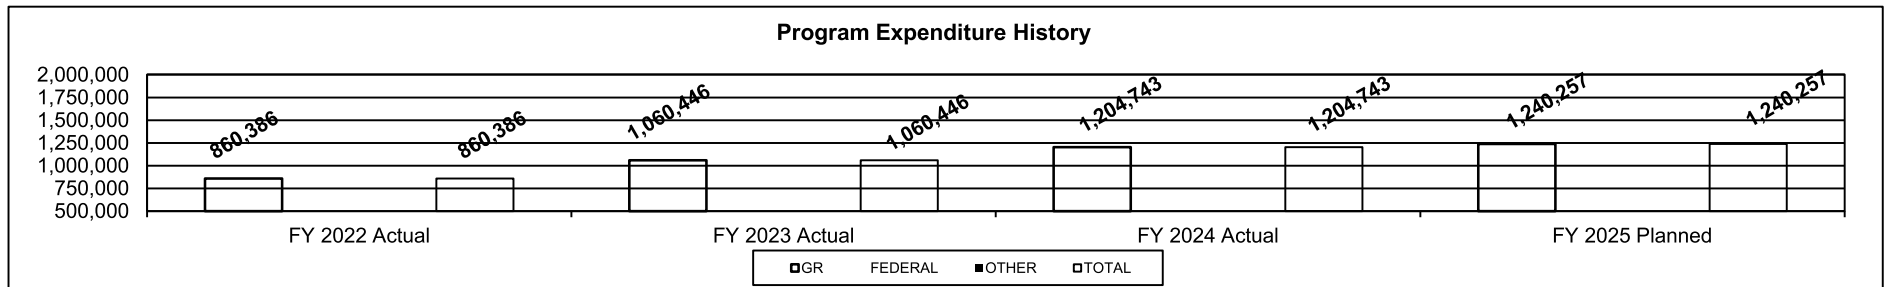 Program Expenditure History
2,000,000
1,750,000
1,500,000
1,250,000
1,000,000
750,000
500,000
860,386
860,386
1,060,446
1,060,446
1,204,743
1,204,743
1,240,257
1,240,257
FY 2022 Actual
FY 2023 Actual
FY 2024 Actual
FY 2025 Planned
GR FEDERAL OTHER TOTAL